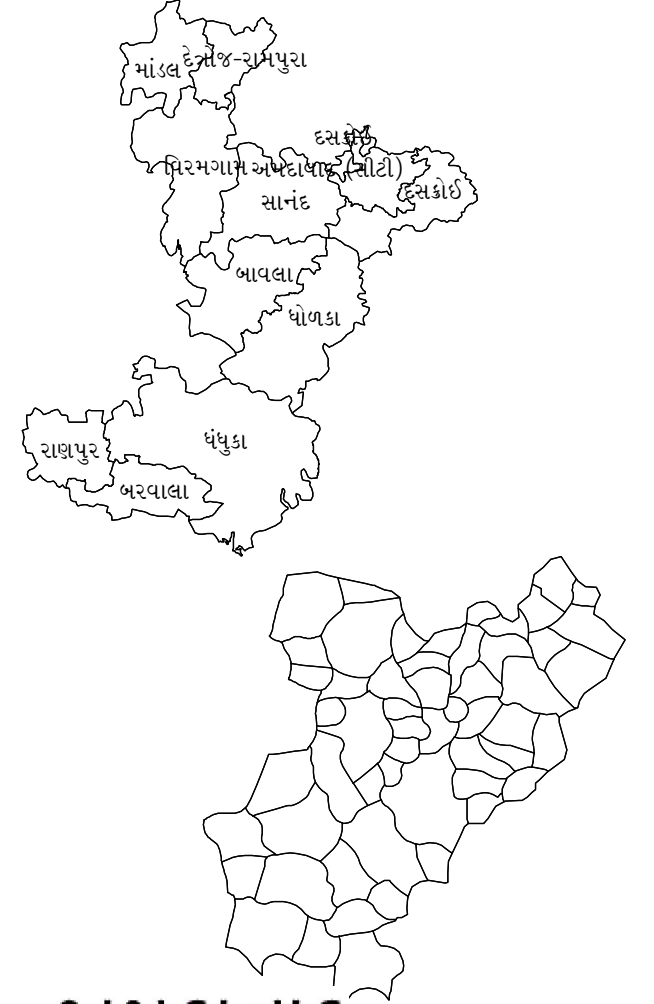 માંડલ
દેત્રોજ-રામપુરા
દસક્રોઈ
વિરમગામ
અમદાવાદ (સીટી)
દસક્રોઈ
સાનંદ
બાવલા
ધોળકા
ધંધુકા
રાણપુર
બરવાલા